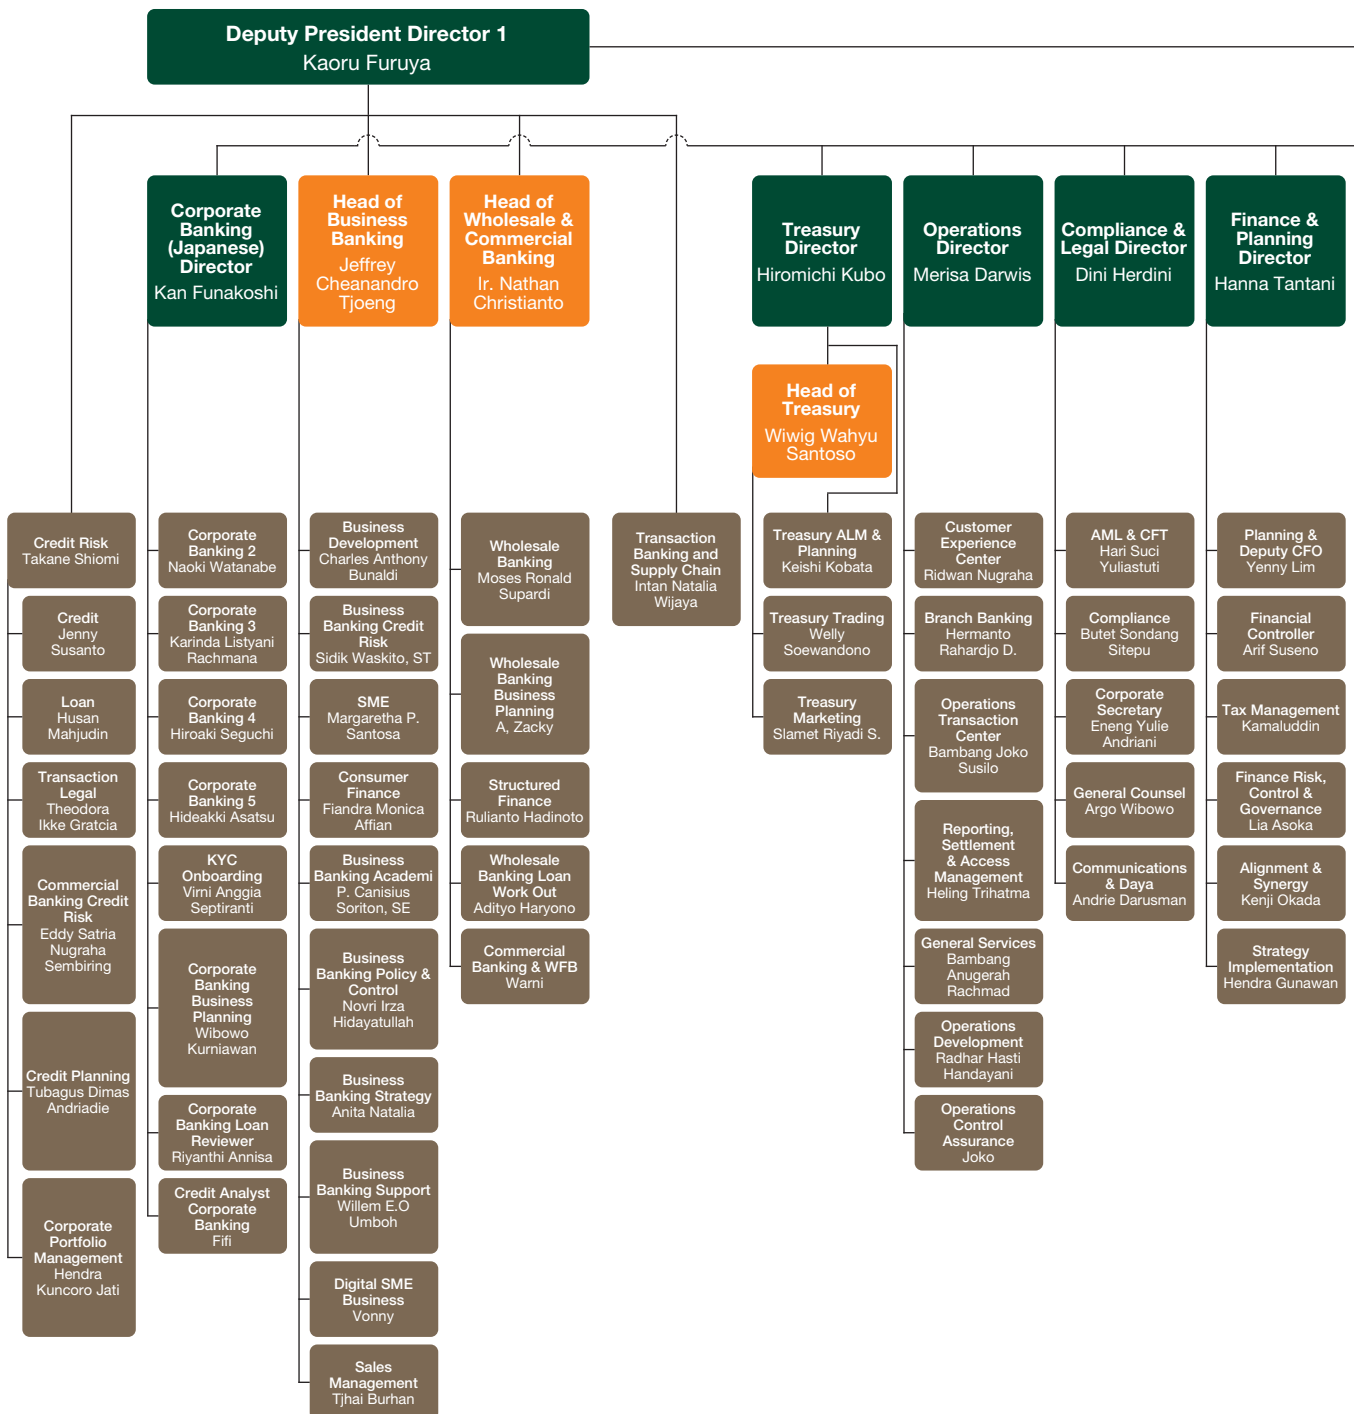 Deputy President Director 1
Kaoru Furuya
Corporate
Banking
(Japanese)
Director
Kan Funakoshi
Head of
Business
Banking
Jeffrey
Cheanandro
Tjoeng
Head of
Wholesale &
Commercial
Banking
Ir. Nathan
Christianto
Treasury
Director
Hiromichi Kubo
Operations
Director
Merisa Darwis
Compliance &
Legal Director
Dini Herdini
Finance &
Planning
Director
Hanna Tantani
Head of
Treasury
Wiwig Wahyu
Santoso
Credit Risk
Takane Shiomi
Credit
Jenny
Susanto
Loan
Husan
Mahjudin
Transaction
Legal
Theodora
Ikke Gratcia
Commercial
Banking Credit
Risk
Eddy Satria
Nugraha
Sembiring
Credit Planning
Tubagus Dimas
Andriadie
Corporate
Portfolio
Management
Hendra
Kuncoro Jati
Corporate
Banking 2
Naoki Watanabe
Corporate
Banking 3
Karinda Listyani
Rachmana
Corporate
Banking 4
Hiroaki Seguchi
Corporate
Banking 5
Hideakki Asatsu
KYC
Onboarding
Virni Anggia
Septiranti
Corporate
Banking
Business
Planning
Wibowo
Kurniawan
Corporate
Banking Loan
Reviewer
Riyanthi Annisa
Credit Analyst
Corporate
Banking
Fifi
Business
Development
Charles Anthony
Bunaldi
Business
Banking Credit
Risk
Sidik Waskito, ST
SME
Margaretha P.
Santosa
Consumer
Finance
Fiandra Monica
Affian
Business
Banking Academi
P. Canisius
Soriton, SE
Business
Banking Policy &
Control
Novri Irza
Hidayatullah
Business
Banking Strategy
Anita Natalia
Business
Banking Support
Willem E.O
Umboh
Digital SME
Business
Vonny
Sales
Management
Tjhai Burhan
Wholesale
Banking
Moses Ronald
Supardi
Wholesale
Banking
Business
Planning
A, Zacky
Structured
Finance
Rulianto Hadinoto
Wholesale
Banking Loan
Work Out
Adityo Haryono
Commercial
Banking & WFB
Warni
Transaction
Banking and
Supply Chain
Intan Natalia
Wijaya
Treasury ALM &
Planning
Keishi Kobata
Treasury Trading
Welly
Soewandono
Treasury
Marketing
Slamet Riyadi S.
Customer
Experience
Center
Ridwan Nugraha
Branch Banking
Hermanto
Rahardjo D.
Operations
Transaction
Center
Bambang Joko
Susilo
Reporting,
Settlement
& Access
Management
Heling Trihatma
General Services
Bambang
Anugerah
Rachmad
Operations
Development
Radhar Hasti
Handayani
Operations
Control
Assurance
Joko
AML & CFT
Hari Suci
Yuliastuti
Compliance
Butet Sondang
Sitepu
Corporate
Secretary
Eneng Yulie
Andriani
General Counsel
Argo Wibowo
Communications
& Daya
Andrie Darusman
Planning &
Deputy CFO
Yenny Lim
Financial
Controller
Arif Suseno
Tax Management
Kamaluddin
Finance Risk,
Control &
Governance
Lia Asoka
Alignment &
Synergy
Kenji Okada
Strategy
Implementation
Hendra Gunawan